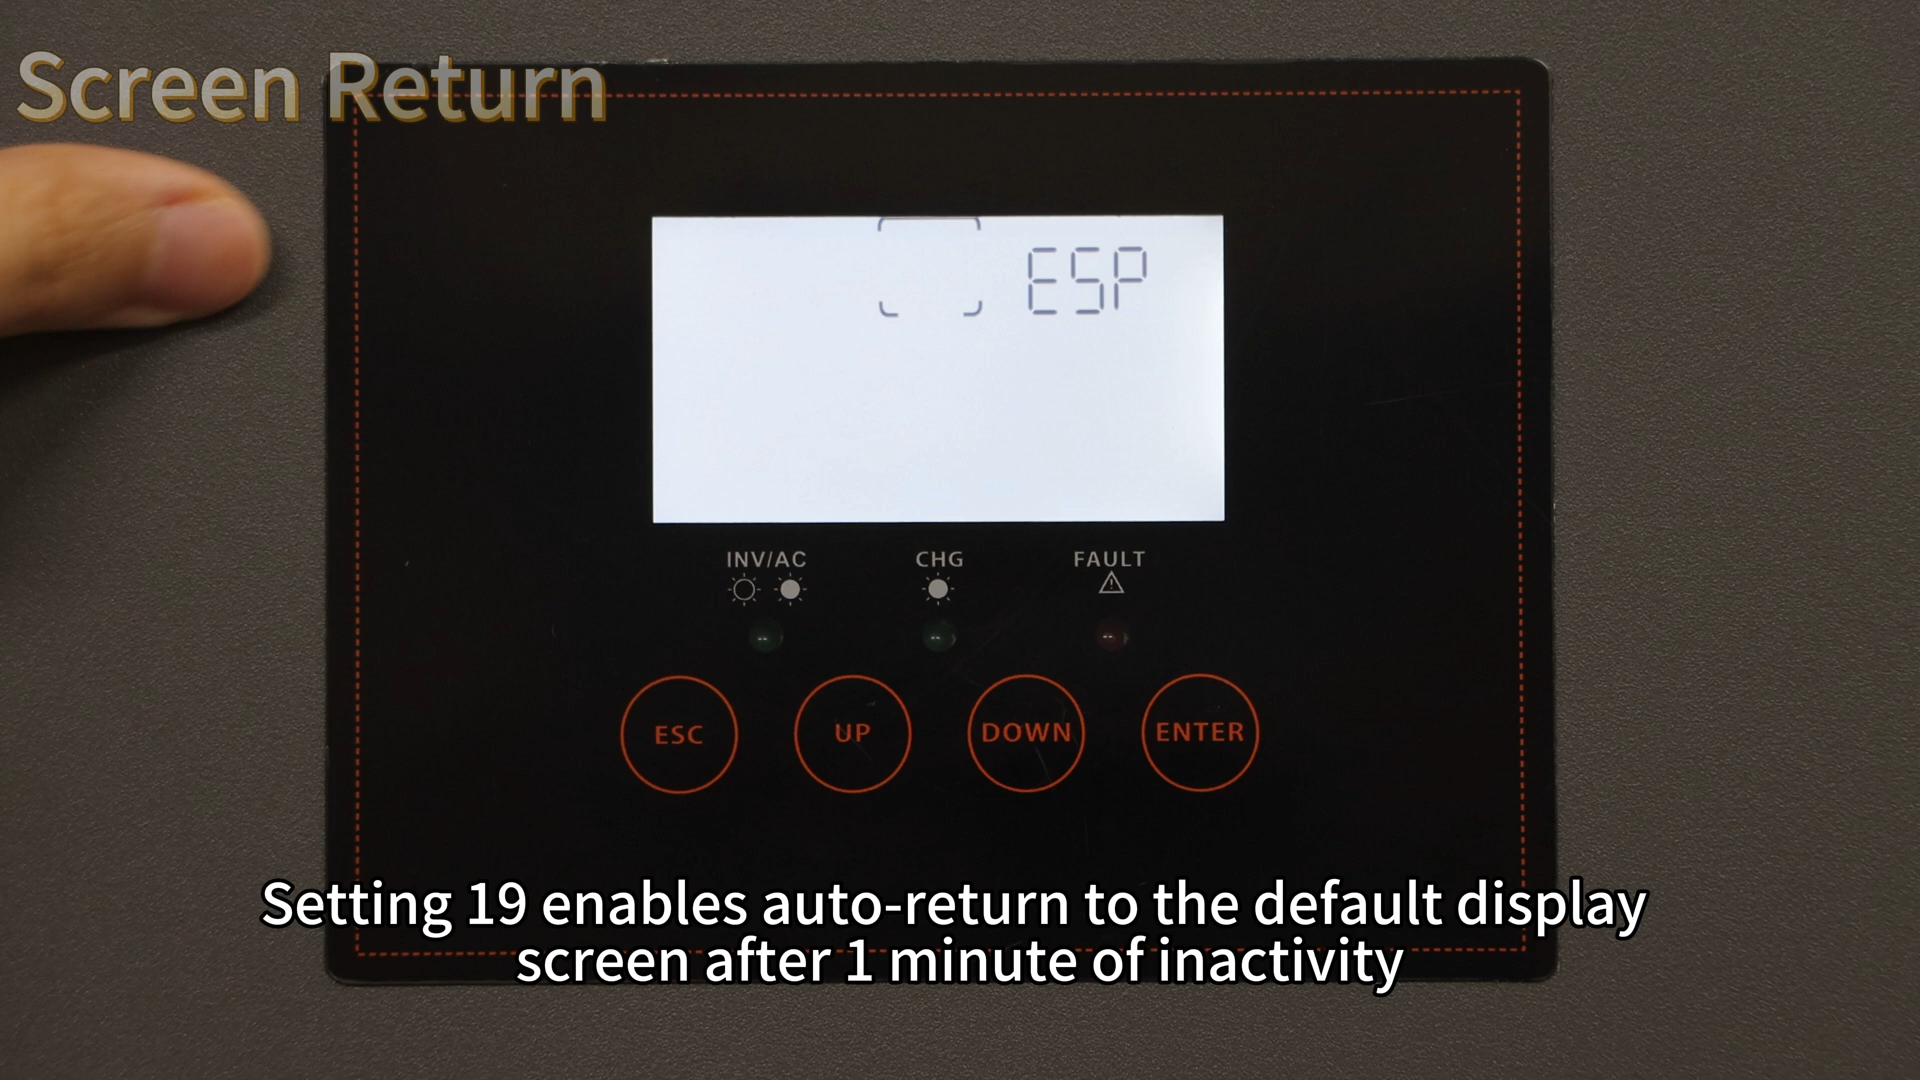 Screen Return
ESP
INV/AC CHG FAULT
ESC UP DOWN ENTER
Setting 19 enables auto-return to the default display
screen after 1 minute of inactivity